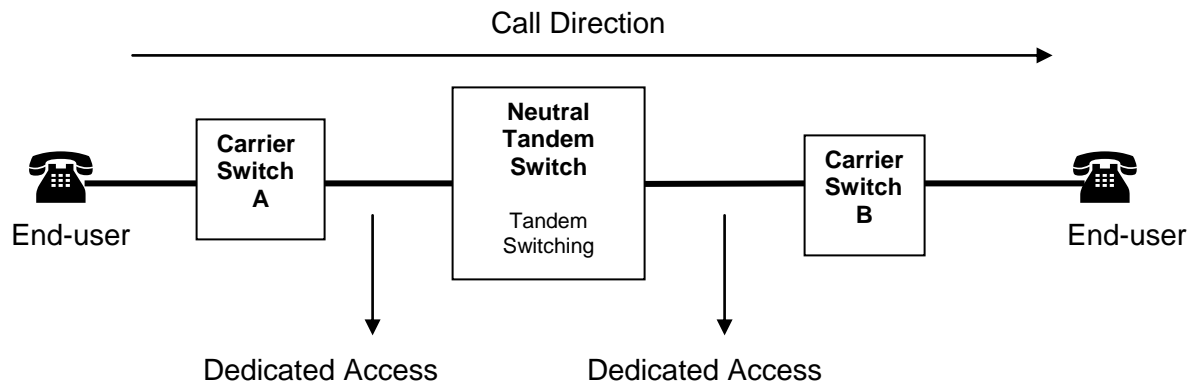 Call Direction
Neutral
Tandem
Switch
Tandem
Switching
Carrier
Switch
A
Carrier
Switch
B
End-user
End-user
Dedicated Access
Dedicated Access